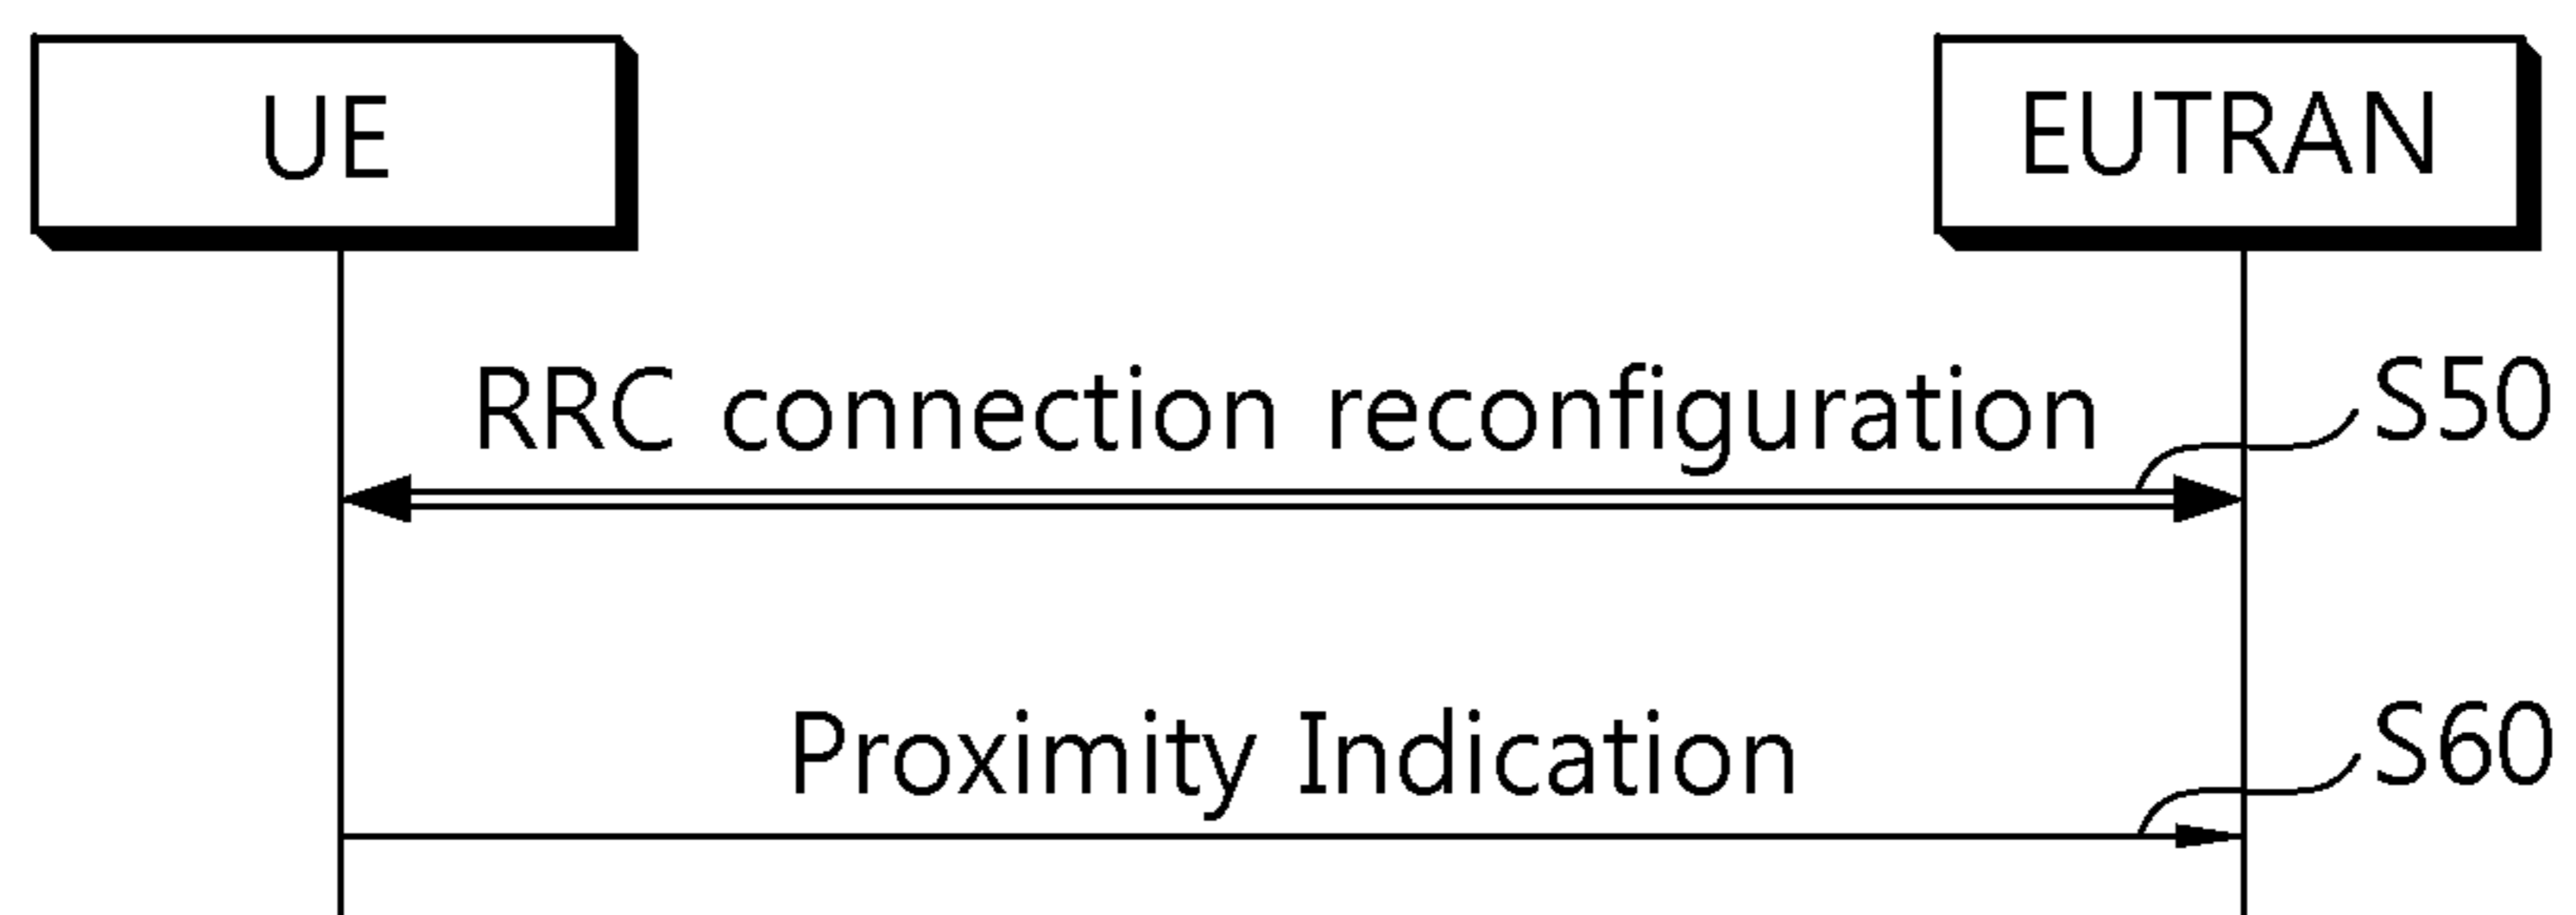 UE
EUTRAN
RRC connection reconfiguration
S50
Proximity Indication
S60